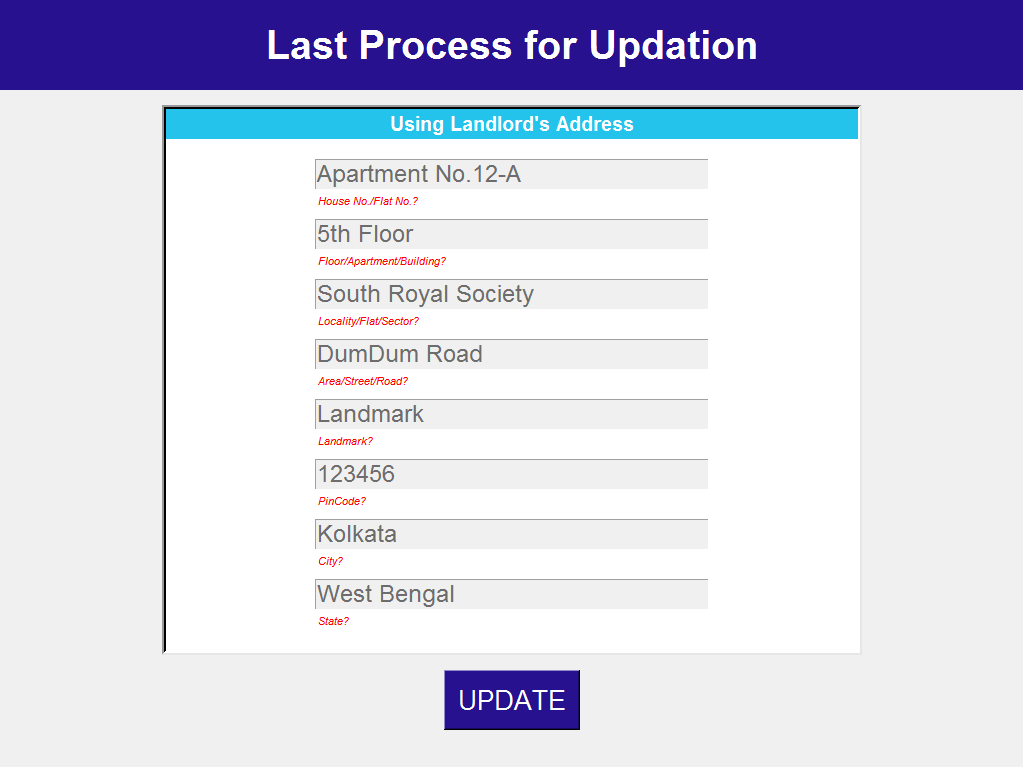 Last Process for Updation
Using Landlord's Address
Apartment No.12-A
House No./Flat No.?
5th Floor
Floor/Apartment/Building?
South Royal Society
Locality/Flat/Sector?
DumDum Road
Area/Street/Road?
Landmark
Landmark?
123456
PinCode?
Kolkata
City?
West Bengal
State?
UPDATE